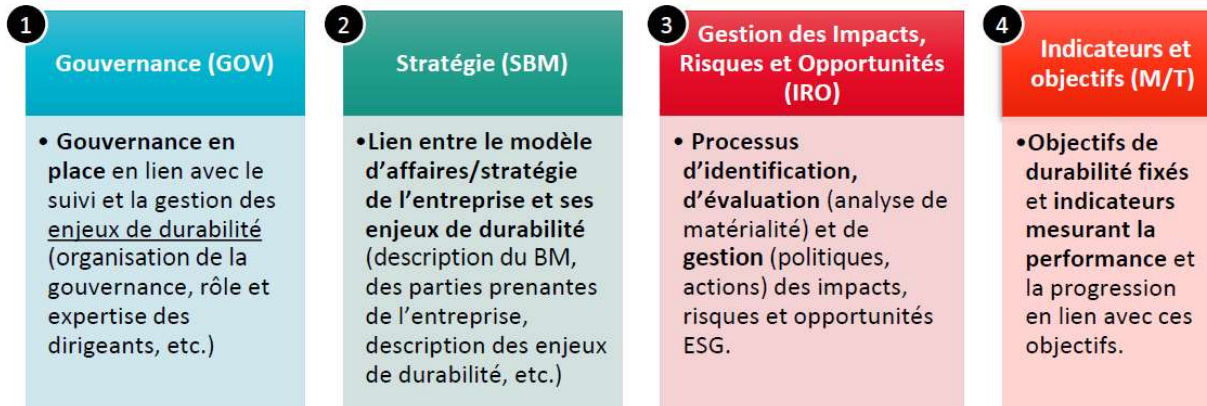 1
Gouvernance (GOV)
• Gouvernance en
place en lien avec le
suivi et la gestion des
enjeux de durabilité
(organisation de la
gouvernance, rôle et
expertise des
dirigeants, etc.)
2
Stratégie (SBM)
•Lien entre le modèle
d’affaires/stratégie
de l’entreprise et ses
enjeux de durabilité
(description du BM,
des parties prenantes
de l’entreprise,
description des enjeux
de durabilité, etc.)
3
Gestion des Impacts,
Risques et Opportunités
(IRO)
• Processus
d’identification,
d’évaluation (analyse de
matérialité) et de
gestion (politiques,
actions) des impacts,
risques et opportunités
ESG.
4
Indicateurs et
objectifs (M/T)
•Objectifs de
durabilité fixés
et indicateurs
mesurant la
performance et
la progression
en lien avec ces
objectifs.